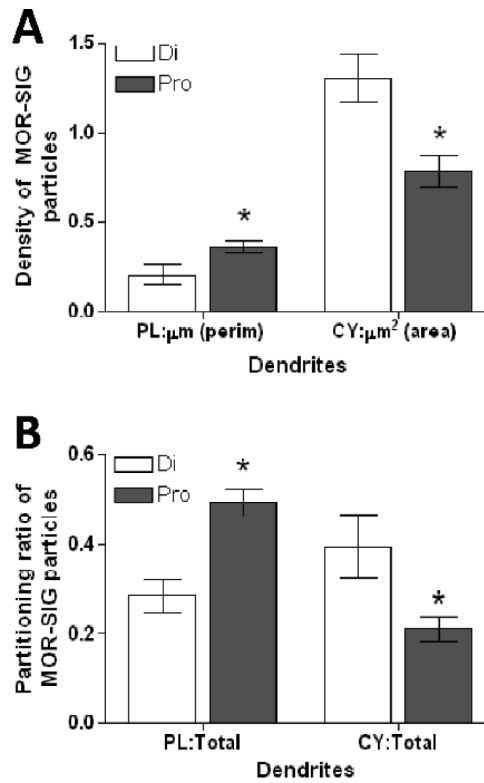 A
Density of MOR-SIG
particles
1.5
1.0
0.5
0.0
Di
Pro
*
*
PL:μm (perim)
CY:μm² (area)
Dendrites
B
Partitioning ratio of
MOR-SIG particles
0.6
0.4
0.2
0.0
Di
Pro
*
*
PL:Total
CY:Total
Dendrites